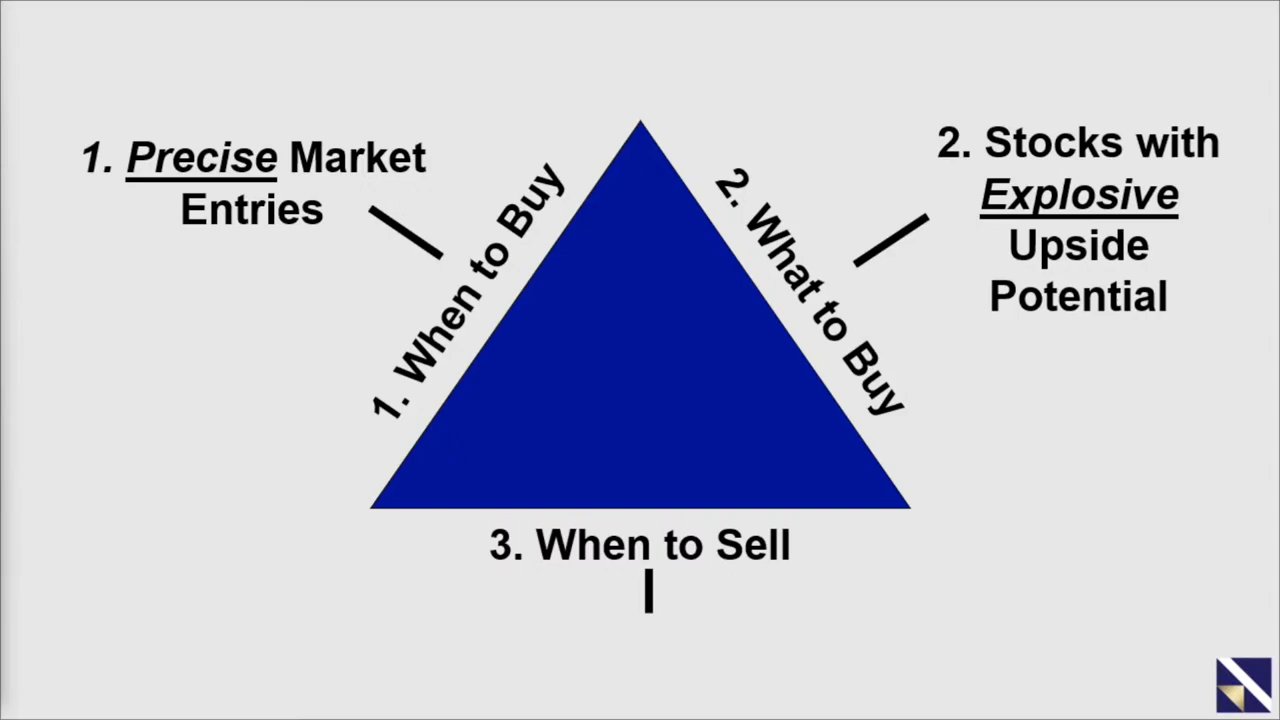 1. Precise Market
Entries
1. When to Buy
2. What to Buy
2. Stocks with
Explosive
Upside
Potential
3. When to Sell